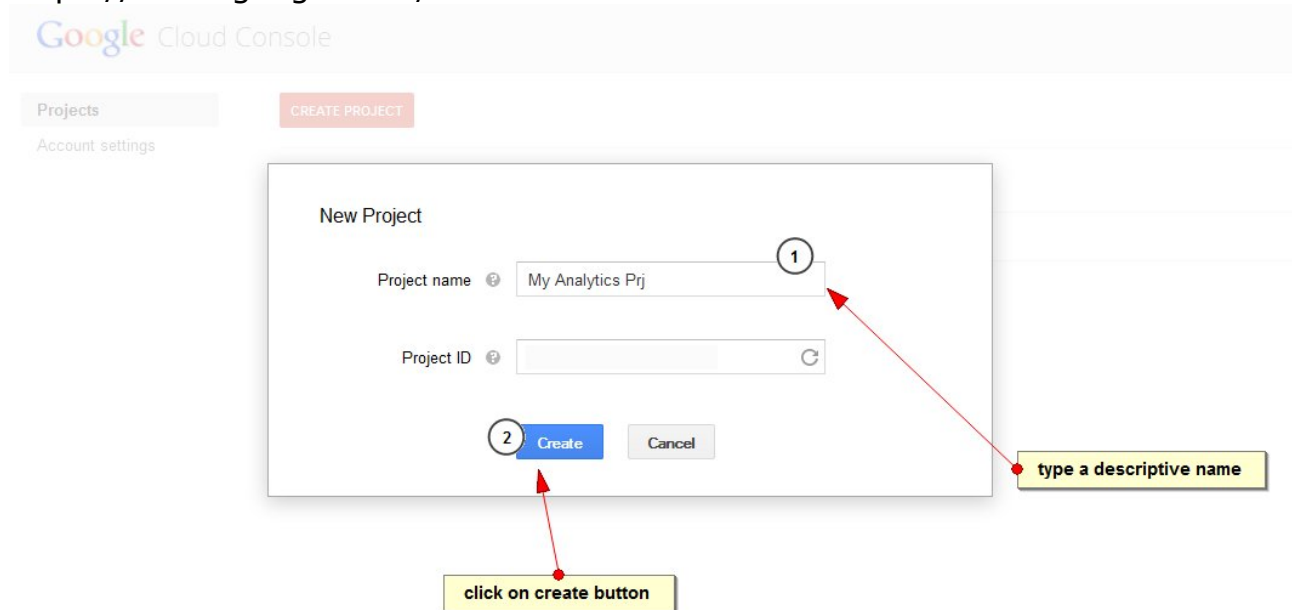 Google Cloud Console
Projects
CREATE PROJECT
Account settings
New Project
1
Project name
My Analytics Prj
Project ID
2
Create
Cancel
type a descriptive name
click on create button